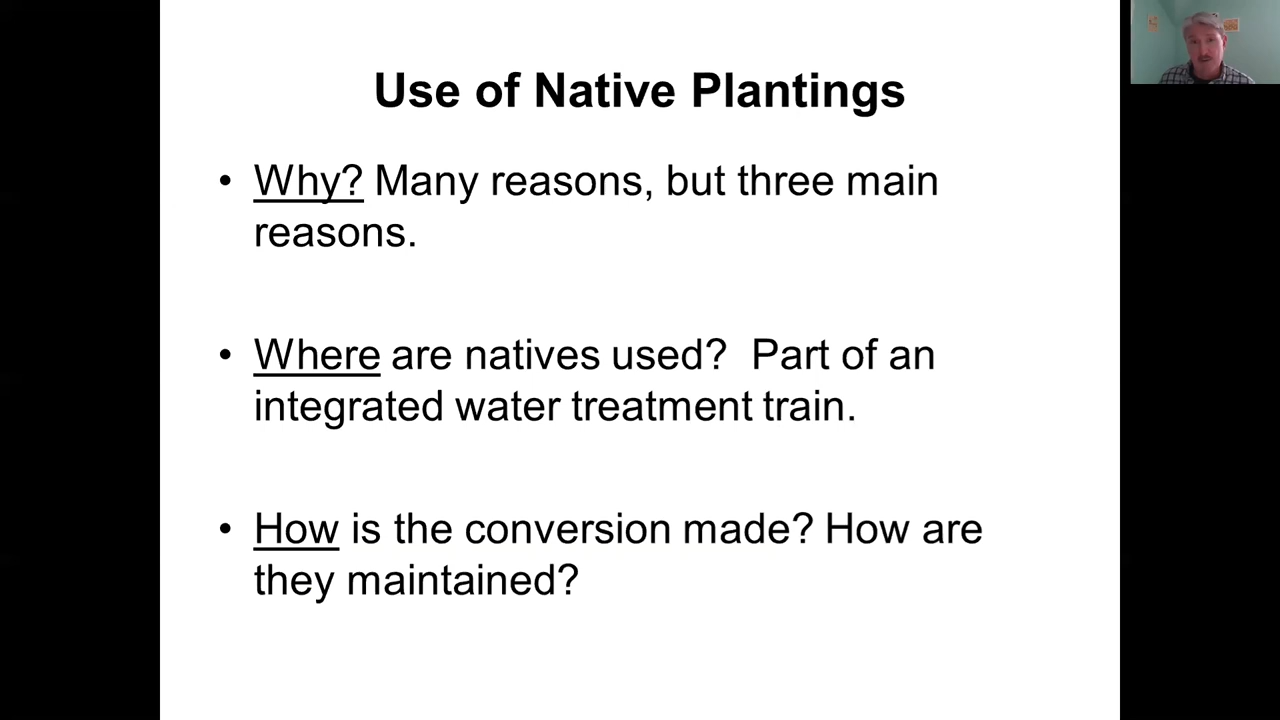 Use of Native Plantings
• Why? Many reasons, but three main
reasons.
• Where are natives used?  Part of an
integrated water treatment train.
• How is the conversion made? How are
they maintained?